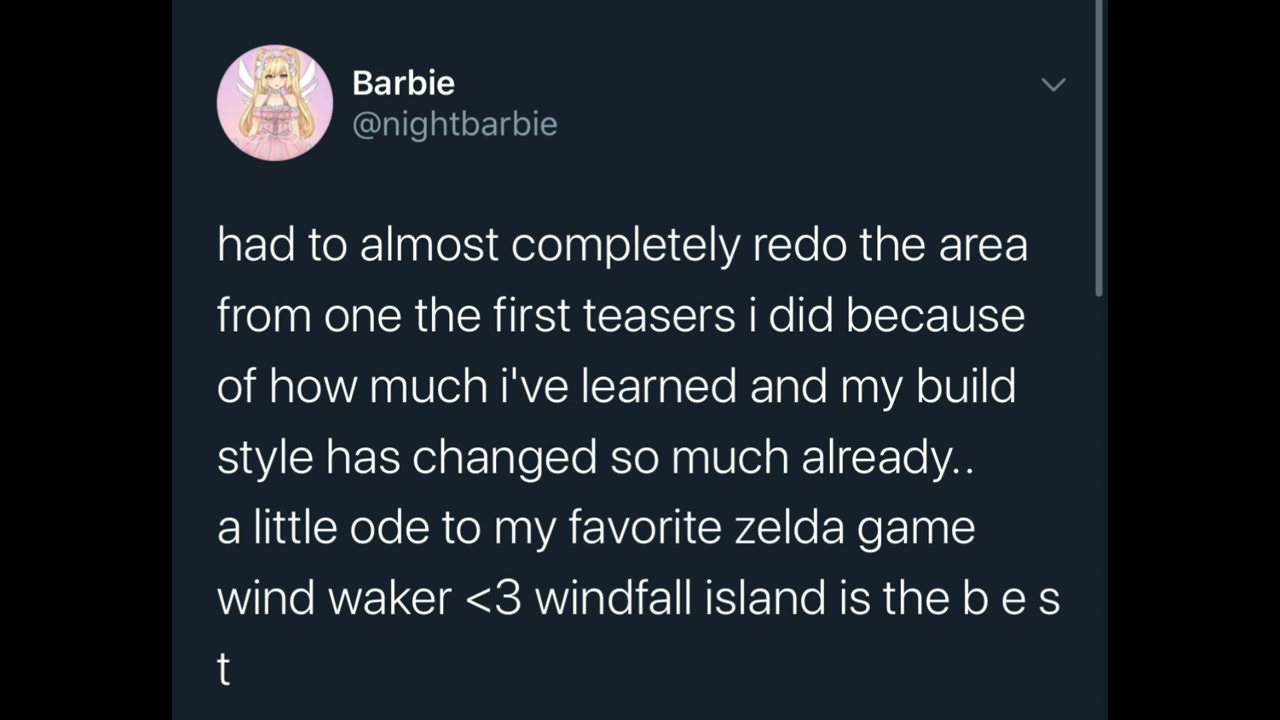 Barbie
@nightbarbie
had to almost completely redo the area
from one the first teasers i did because
of how much i've learned and my build
style has changed so much already..
a little ode to my favorite zelda game
wind waker <3 windfall island is the b e s
t